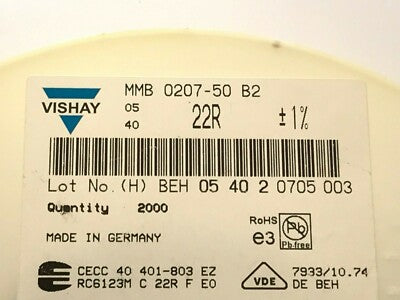 VISHAY
MMB 0207-50 B2
05
40
22R
±1%
Lot No.(H) BEH 05 40 2 0705 003
Quantity 2000
MADE IN GERMANY
RoHS
e3
Pb
Pb-free
CECC 40 401-803 EZ
RC6123M C 22R F E0
VDE
7933/10.74
DE BEH